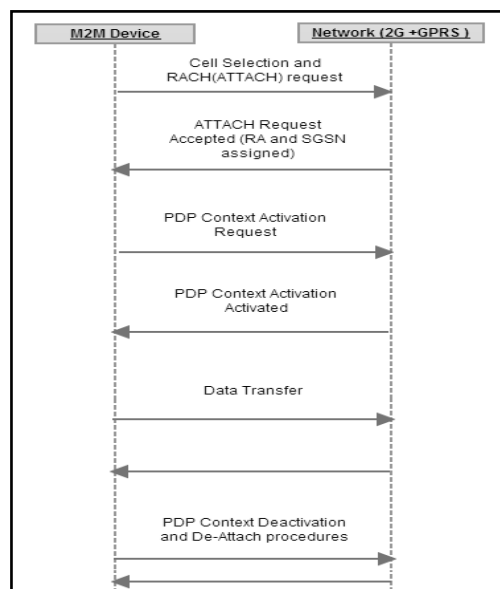 M2M Device
Network (2G +GPRS )
Cell Selection and
RACH(ATTACH) request
ATTACH Request
Accepted (RA and SGSN
assigned)
PDP Context Activation
Request
PDP Context Activation
Activated
Data Transfer
PDP Context Deactivation
and De-Attach procedures